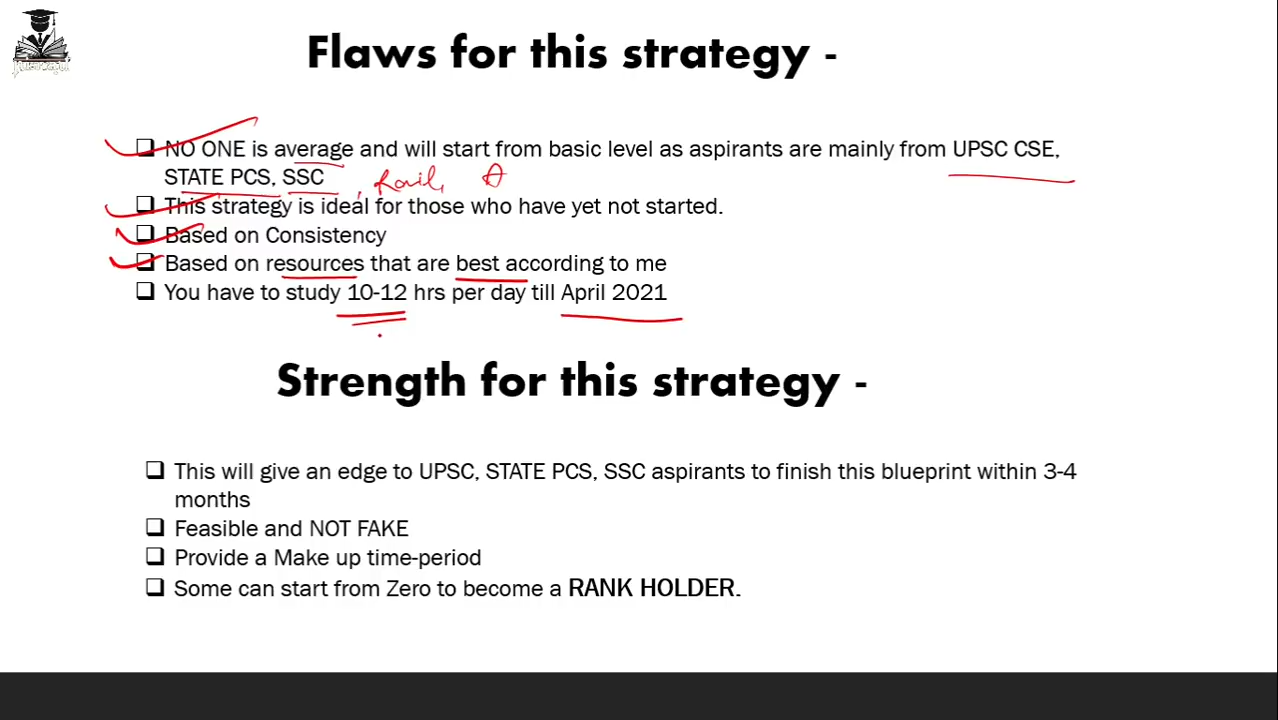 Flaws for this strategy -
NO ONE is average and will start from basic level as aspirants are mainly from UPSC CSE,
STATE PCS, SSC , Rail,
This strategy is ideal for those who have yet not started.
Based on Consistency
Based on resources that are best according to me
You have to study 10-12 hrs per day till April 2021
Strength for this strategy -
This will give an edge to UPSC, STATE PCS, SSC aspirants to finish this blueprint within 3-4
months
Feasible and NOT FAKE
Provide a Make up time-period
Some can start from Zero to become a RANK HOLDER.